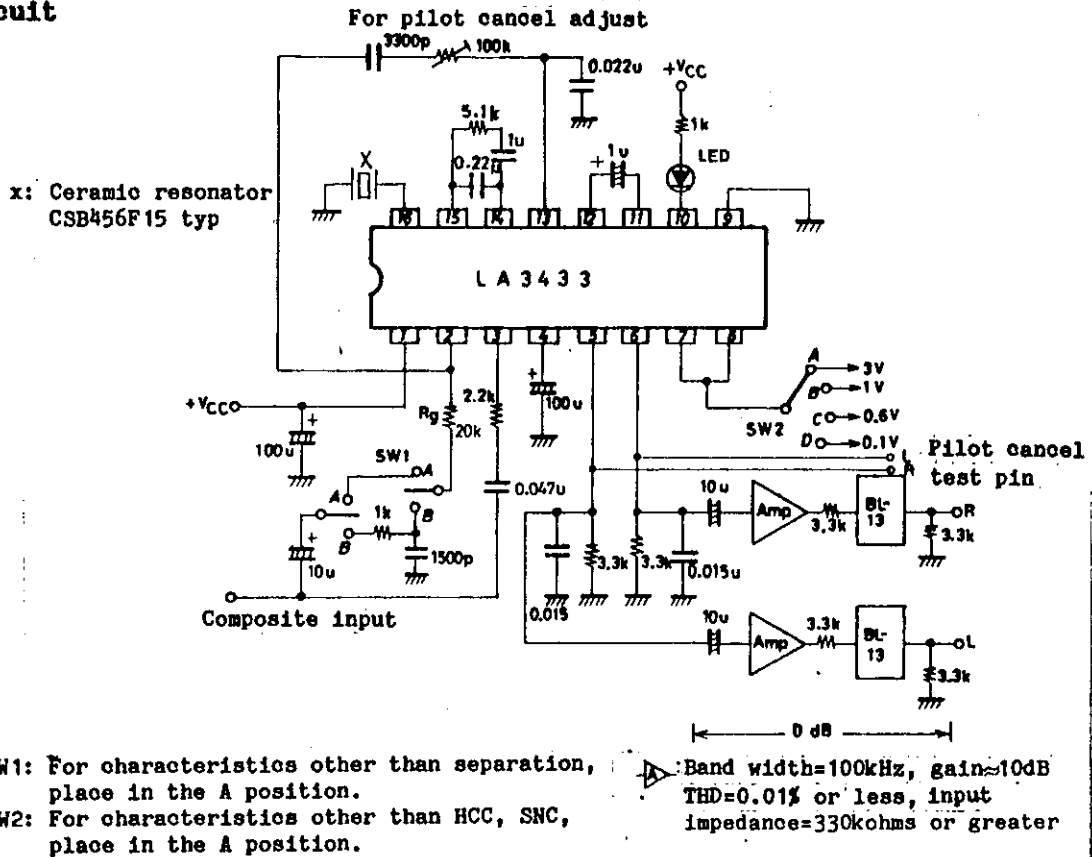 cuit
For pilot cancel adjust
3300p
100k
0.022u
+VCC
5.1k
1u
1k
X
0.22µ
+ 1u
LED
x: Ceramic resonator
CSB456F15 typ
16 15 14 13 12 11 10 9
LA3433
1 2 3 4 5 6 7 8
A
3V
B
1V
+
2.2k
+VCC
Rg
100u
C
0.6V
20k
SW2
+
D
0.1V
100u
SW1
L
Pilot cancel
A
A
test pin
A
0.047u
10u
BL-
13
R
1k
B
Amp
3.3k
3.3k
B
+
10u
1500p
3.3k
3.3k
0.015u
Composite input
0.015
10u
3.3k
Amp
BL-
13
L
3.3k
0 dB
W1: For characteristics other than separation,
place in the A position.
W2: For characteristics other than HCC, SNC,
place in the A position.
A :Band width=100kHz, gain≈10dB
THD=0.01% or less, input
impedance=330kohms or greater